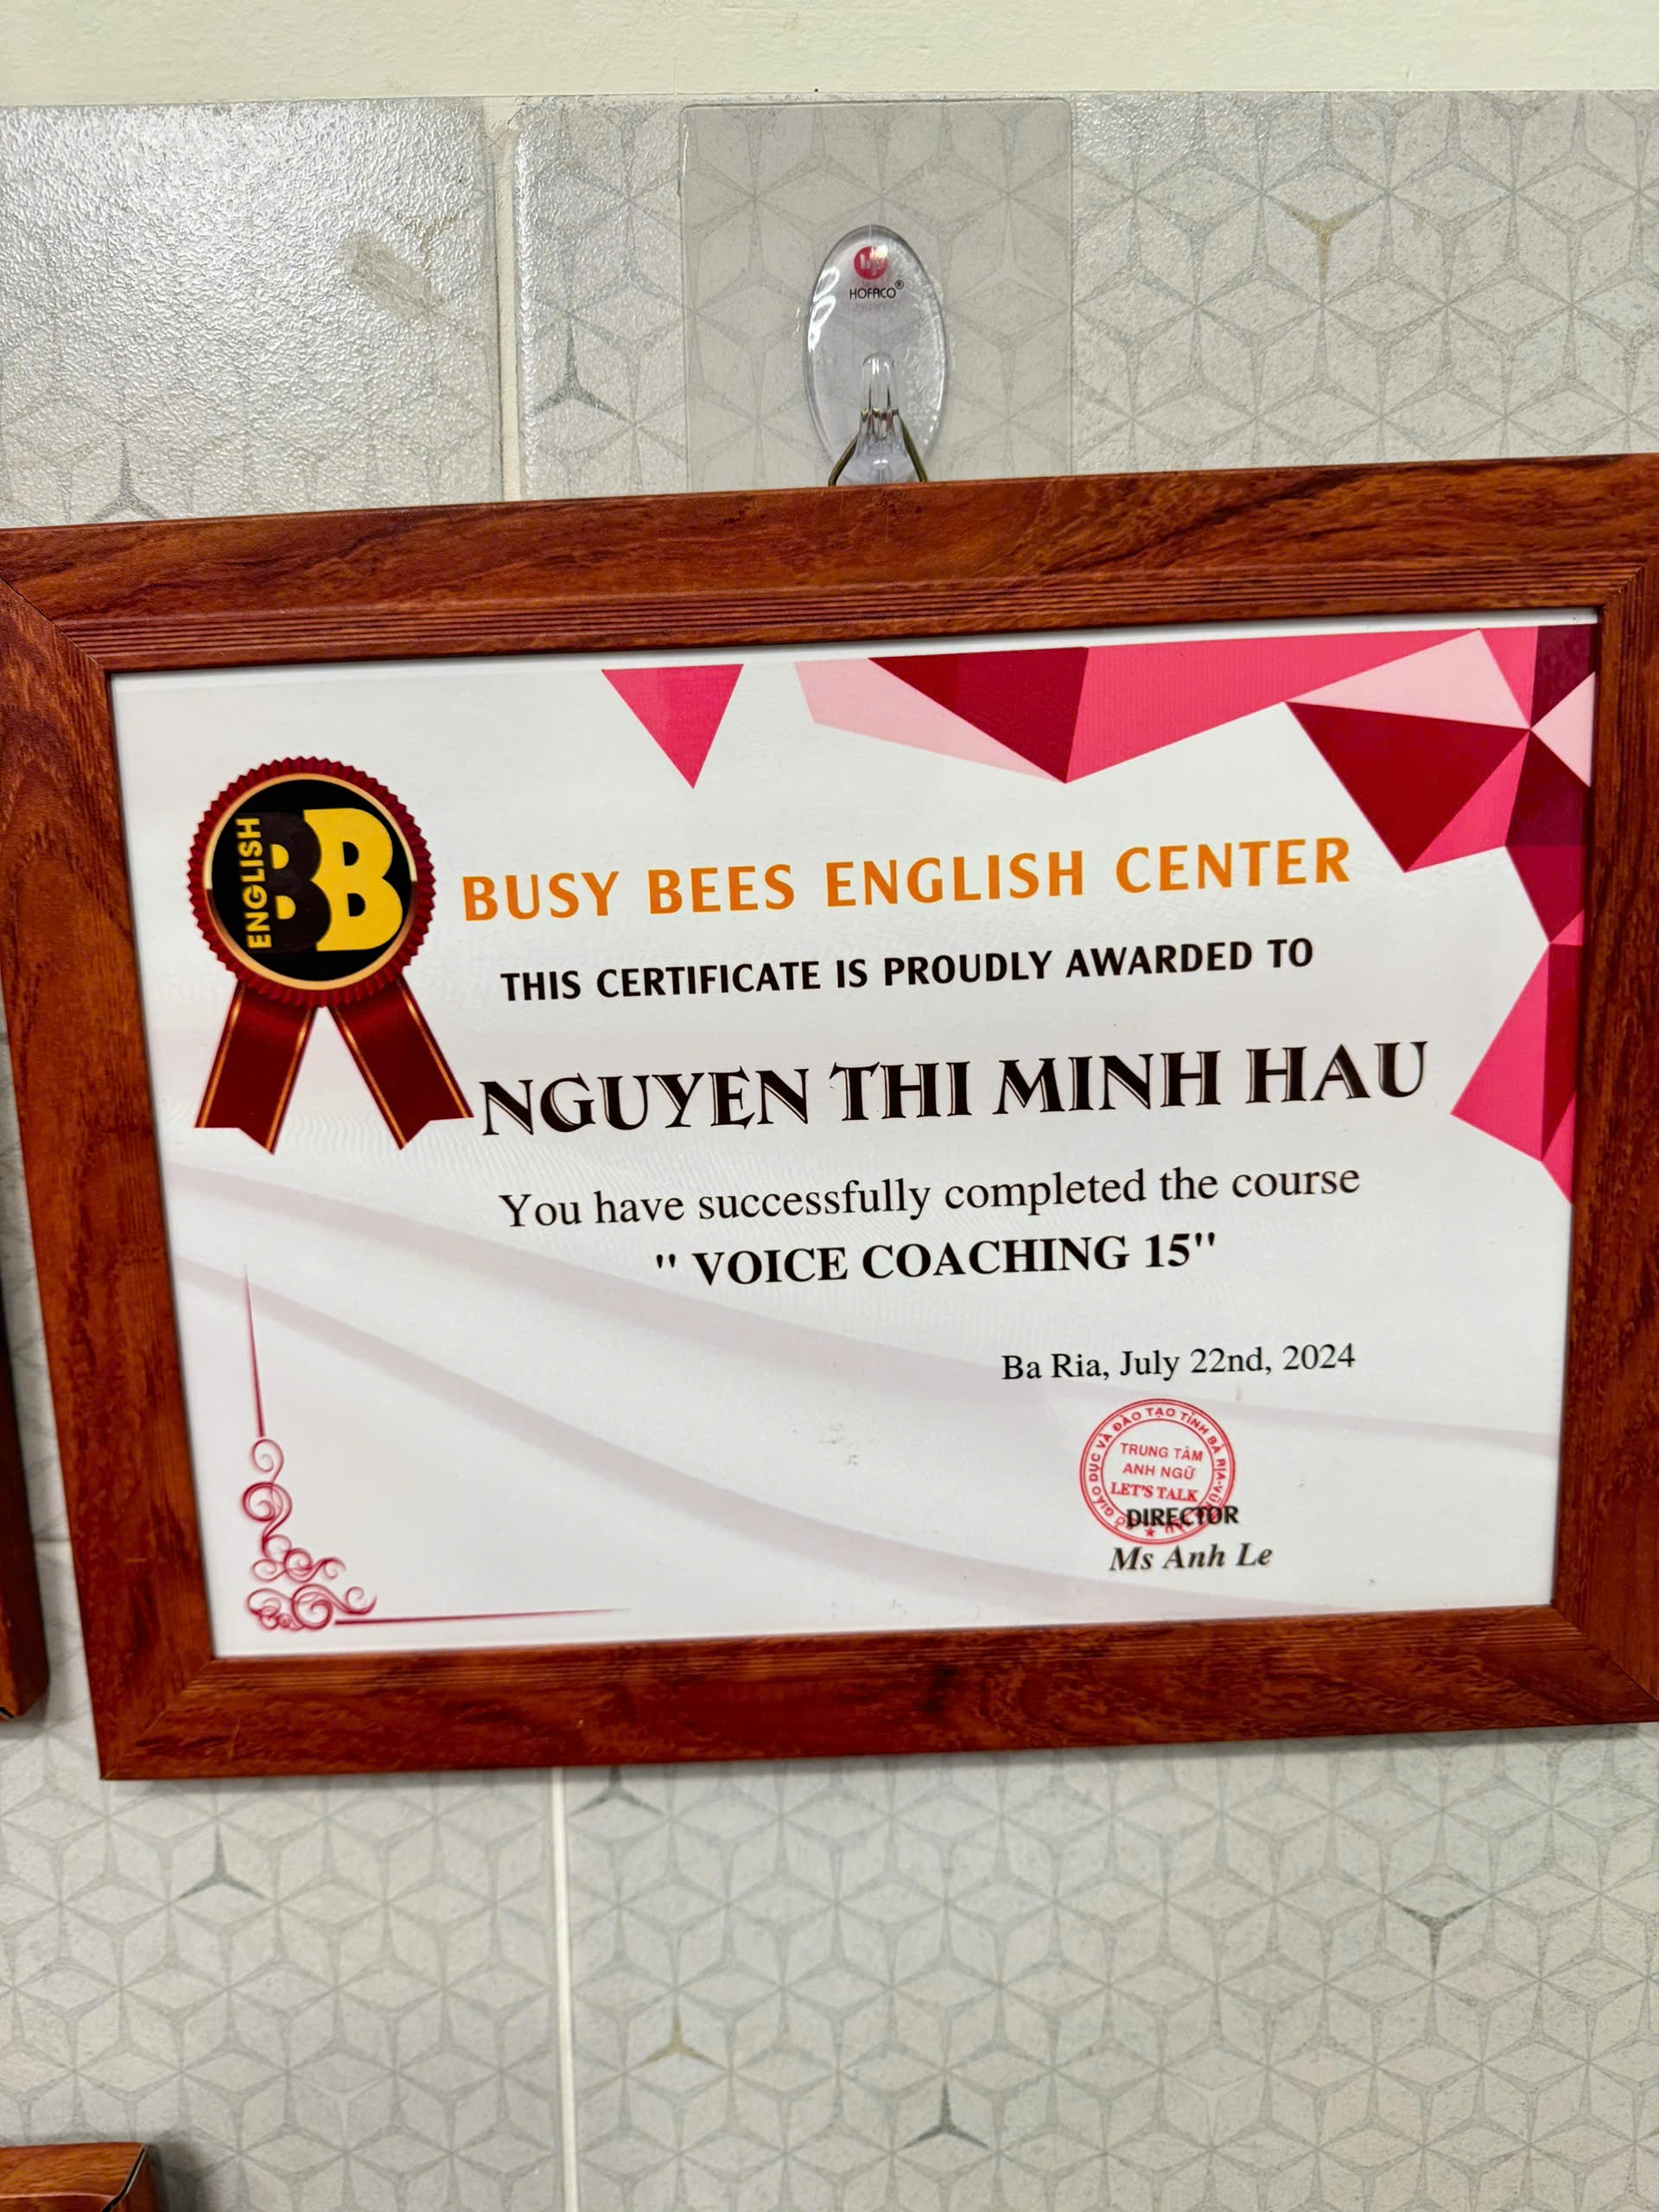 HOFACO®
ENGLISH
BB
BUSY BEES ENGLISH CENTER
THIS CERTIFICATE IS PROUDLY AWARDED TO
NGUYEN THI MINH HAU
You have successfully completed the course
" VOICE COACHING 15"
Ba Ria, July 22nd, 2024
SỞ GIÁO DỤC VÀ ĐÀO TẠO TỈNH BÀ RỊA-VŨNG TÀU
TRUNG TÂM
ANH NGỮ
LET'S TALK
DIRECTOR
Ms Anh Le